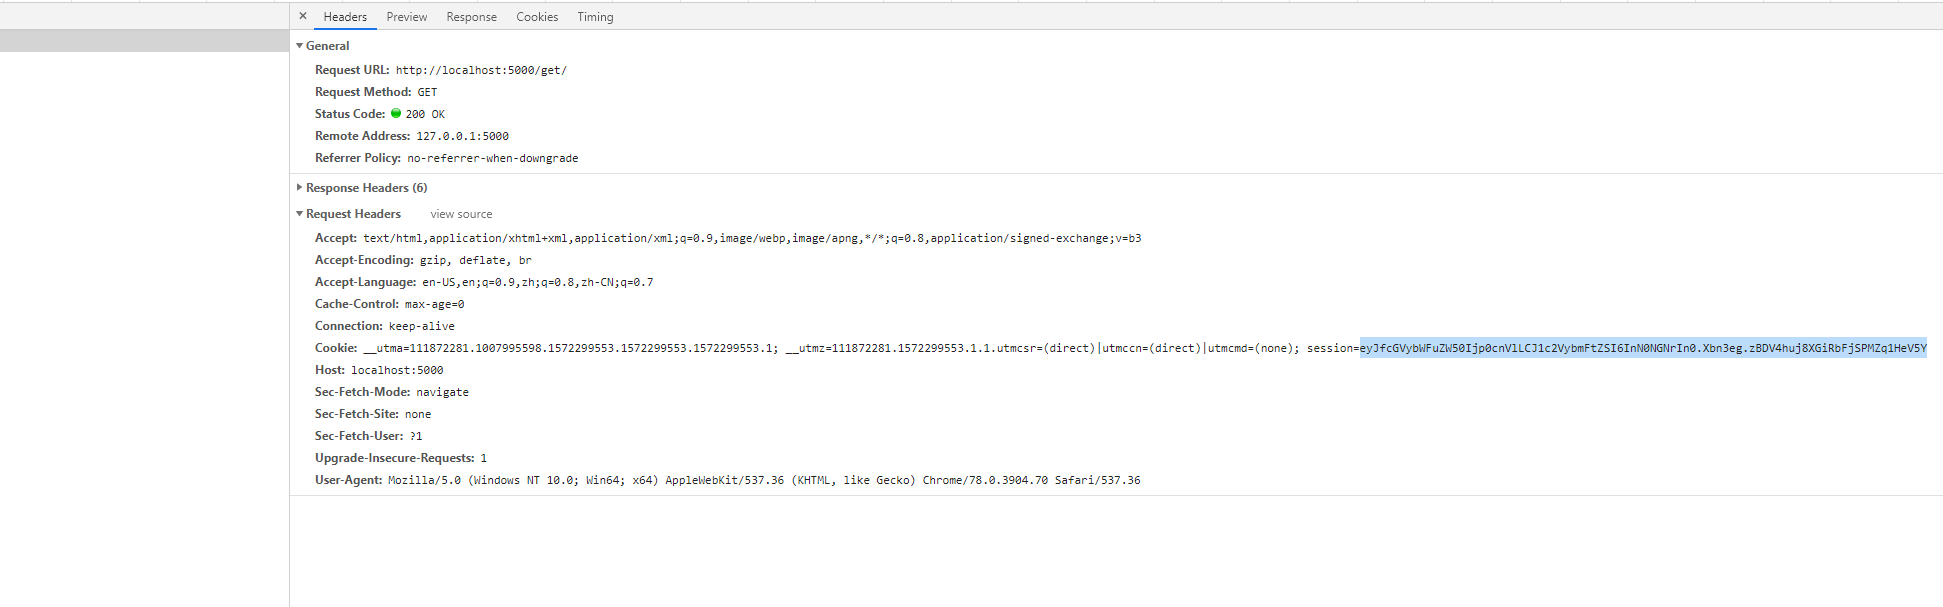 × Headers Preview Response Cookies Timing
General
Request URL: http://localhost:5000/get/
Request Method: GET
Status Code: 200 OK
Remote Address: 127.0.0.1:5000
Referrer Policy: no-referrer-when-downgrade
Response Headers (6)
Request Headers view source
Accept: text/html,application/xhtml+xml,application/xml;q=0.9,image/webp,image/apng,*/*;q=0.8,application/signed-exchange;v=b3
Accept-Encoding: gzip, deflate, br
Accept-Language: en-US,en;q=0.9,zh;q=0.8,zh-CN;q=0.7
Cache-Control: max-age=0
Connection: keep-alive
Cookie: __utma=111872281.1007995598.1572299553.1572299553.1572299553.1; __utmz=111872281.1572299553.1.1.utmcsr=(direct)|utmccn=(direct)|utmcmd=(none); session=eyJfcGVybWFuZW50Ijp0cnVlLCJ1c2VybmFtZSI6InN0NGNrIn0.Xbn3eg.zBDV4huj8XGiRbFjSPMZq1HeV5Y
Host: localhost:5000
Sec-Fetch-Mode: navigate
Sec-Fetch-Site: none
Sec-Fetch-User: ?1
Upgrade-Insecure-Requests: 1
User-Agent: Mozilla/5.0 (Windows NT 10.0; Win64; x64) AppleWebKit/537.36 (KHTML, like Gecko) Chrome/78.0.3904.70 Safari/537.36